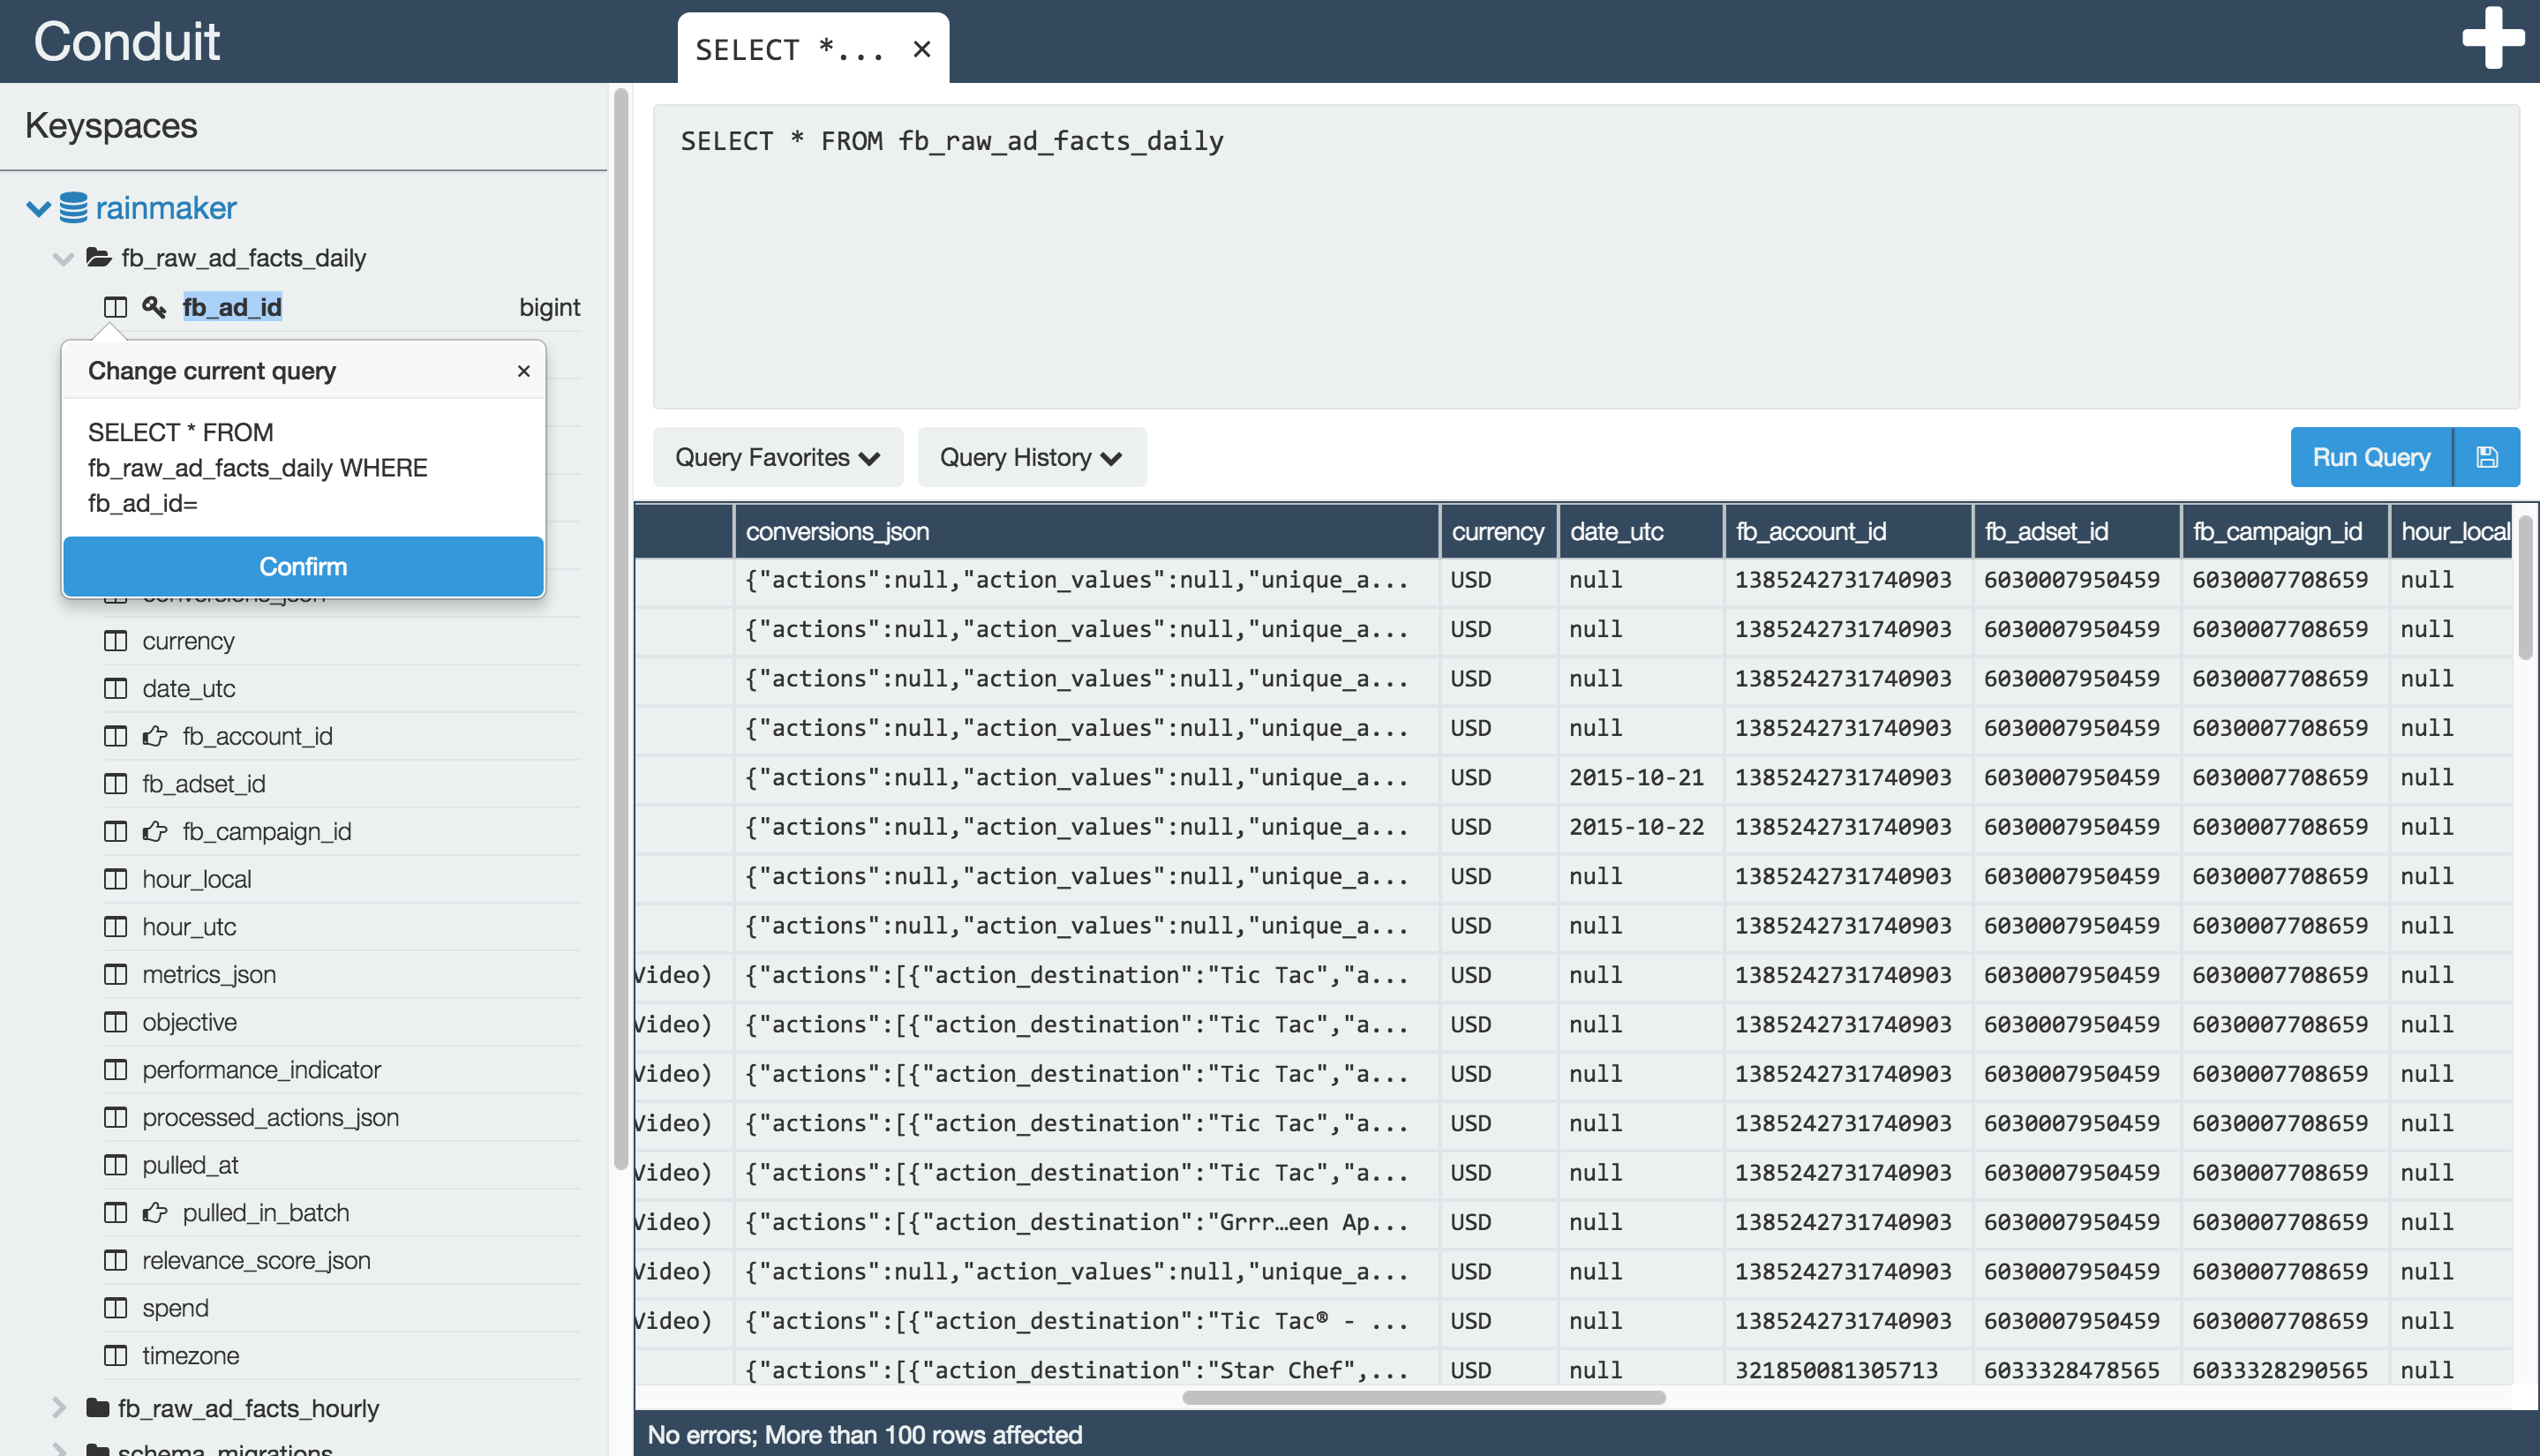 Conduit
SELECT *... ×
Keyspaces
rainmaker
fb_raw_ad_facts_daily
fb_ad_id bigint
Change current query ×
SELECT * FROM
fb_raw_ad_facts_daily WHERE
fb_ad_id=
Confirm
conversions_json
currency
date_utc
fb_account_id
fb_adset_id
fb_campaign_id
hour_local
hour_utc
metrics_json
objective
performance_indicator
processed_actions_json
pulled_at
pulled_in_batch
relevance_score_json
spend
timezone
fb_raw_ad_facts_hourly
schema_migrations
SELECT * FROM fb_raw_ad_facts_daily
Query Favorites Query History Run Query
conversions_json currency date_utc fb_account_id fb_adset_id fb_campaign_id hour_local
{"actions":null,"action_values":null,"unique_a... USD null 1385242731740903 6030007950459 6030007708659 null
{"actions":null,"action_values":null,"unique_a... USD null 1385242731740903 6030007950459 6030007708659 null
{"actions":null,"action_values":null,"unique_a... USD null 1385242731740903 6030007950459 6030007708659 null
{"actions":null,"action_values":null,"unique_a... USD null 1385242731740903 6030007950459 6030007708659 null
{"actions":null,"action_values":null,"unique_a... USD 2015-10-21 1385242731740903 6030007950459 6030007708659 null
{"actions":null,"action_values":null,"unique_a... USD 2015-10-22 1385242731740903 6030007950459 6030007708659 null
{"actions":null,"action_values":null,"unique_a... USD null 1385242731740903 6030007950459 6030007708659 null
{"actions":null,"action_values":null,"unique_a... USD null 1385242731740903 6030007950459 6030007708659 null
Video) {"actions":[{"action_destination":"Tic Tac","a... USD null 1385242731740903 6030007950459 6030007708659 null
Video) {"actions":[{"action_destination":"Tic Tac","a... USD null 1385242731740903 6030007950459 6030007708659 null
Video) {"actions":[{"action_destination":"Tic Tac","a... USD null 1385242731740903 6030007950459 6030007708659 null
Video) {"actions":[{"action_destination":"Tic Tac","a... USD null 1385242731740903 6030007950459 6030007708659 null
Video) {"actions":[{"action_destination":"Tic Tac","a... USD null 1385242731740903 6030007950459 6030007708659 null
Video) {"actions":[{"action_destination":"Grrr…een Ap... USD null 1385242731740903 6030007950459 6030007708659 null
Video) {"actions":null,"action_values":null,"unique_a... USD null 1385242731740903 6030007950459 6030007708659 null
Video) {"actions":[{"action_destination":"Tic Tac® - ... USD null 1385242731740903 6030007950459 6030007708659 null
{"actions":[{"action_destination":"Star Chef",... USD null 321850081305713 6033328478565 6033328290565 null
No errors; More than 100 rows affected